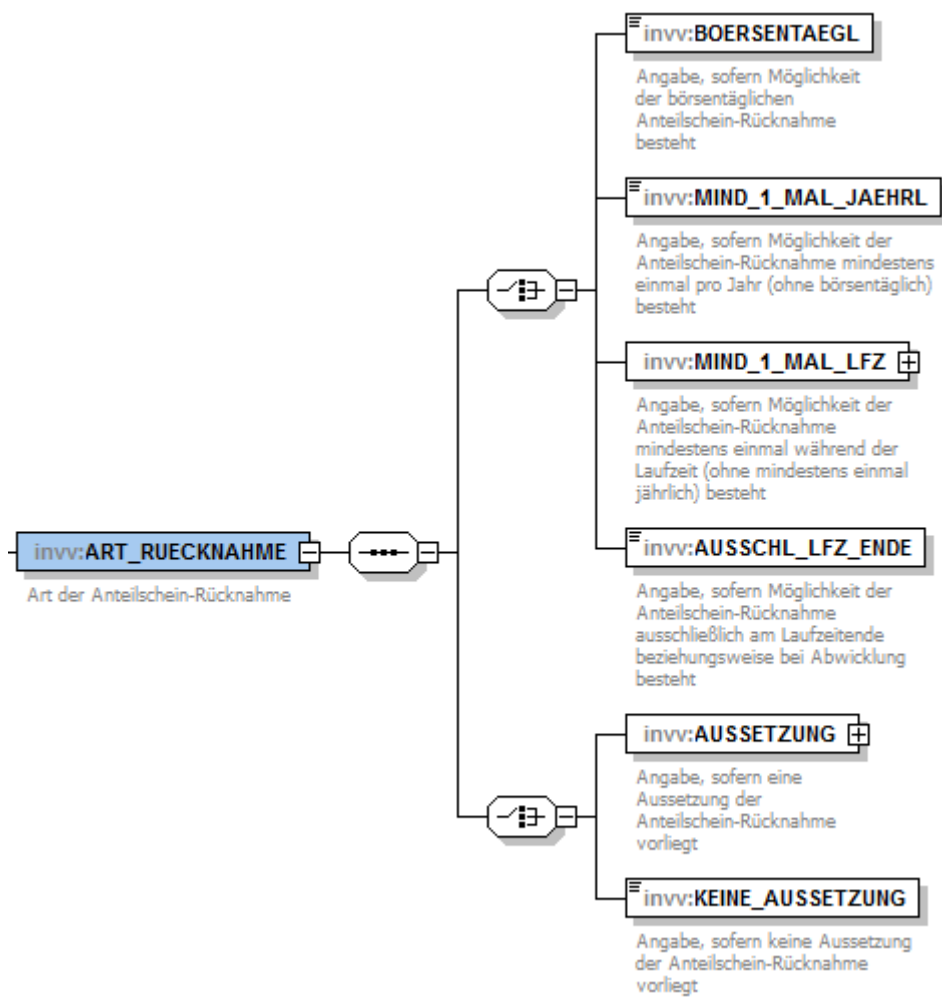 invv:BOERSENTAEGL
Angabe, sofern Möglichkeit
der börsentäglichen
Anteilschein-Rücknahme
besteht
invv:MIND_1_MAL_JAEHRL
Angabe, sofern Möglichkeit der
Anteilschein-Rücknahme mindestens
einmal pro Jahr (ohne börsentäglich)
besteht
invv:MIND_1_MAL_LFZ
Angabe, sofern Möglichkeit der
Anteilschein-Rücknahme
mindestens einmal während der
Laufzeit (ohne mindestens einmal
jährlich) besteht
invv:ART_RUECKNAHME
Art der Anteilschein-Rücknahme
invv:AUSSCHL_LFZ_ENDE
Angabe, sofern Möglichkeit der
Anteilschein-Rücknahme
ausschließlich am Laufzeitende
beziehungsweise bei Abwicklung
besteht
invv:AUSSETZUNG
Angabe, sofern eine
Aussetzung der
Anteilschein-Rücknahme
vorliegt
invv:KEINE_AUSSETZUNG
Angabe, sofern keine Aussetzung
der Anteilschein-Rücknahme
vorliegt